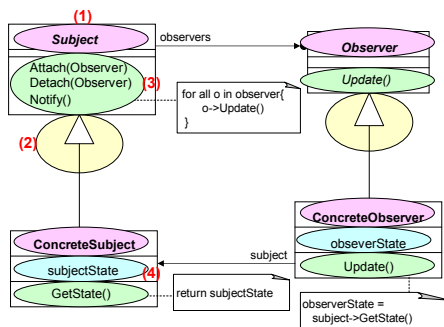 (1)
Subject
observers
Observer
Attach(Observer)
Detach(Observer)
Notify()
(3)
Update()
for all o in observer{
o->Update()
}
(2)
ConcreteSubject
subjectState
(4)
GetState()
return subjectState
subject
ConcreteObserver
obseverState
Update()
observerState =
subject->GetState()